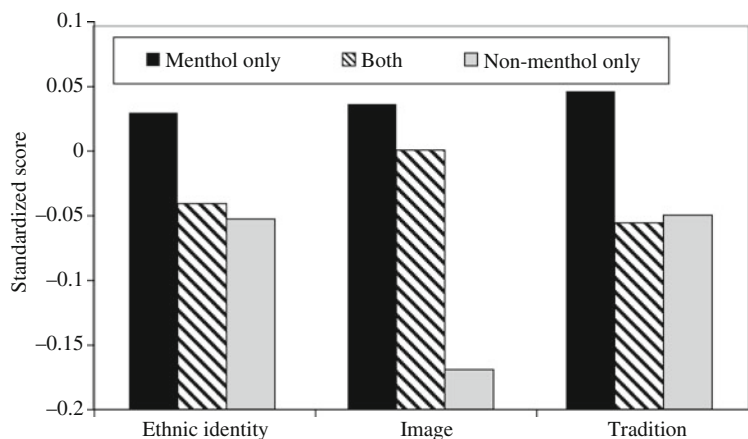 0.1
Menthol only Both Non-menthol only
0.05
0
−0.05
−0.1
−0.15
−0.2
Standardized score
Ethnic identity Image Tradition